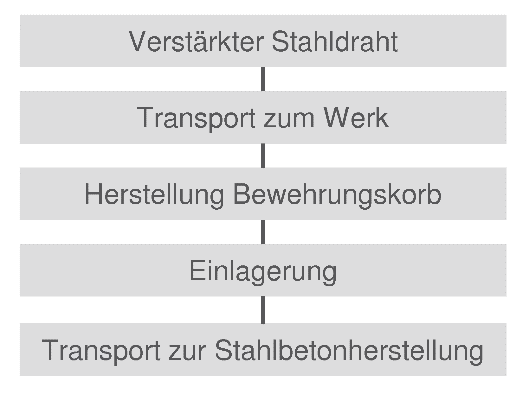 Verstärkter Stahldraht
Transport zum Werk
Herstellung Bewehrungskorb
Einlagerung
Transport zur Stahlbetonherstellung